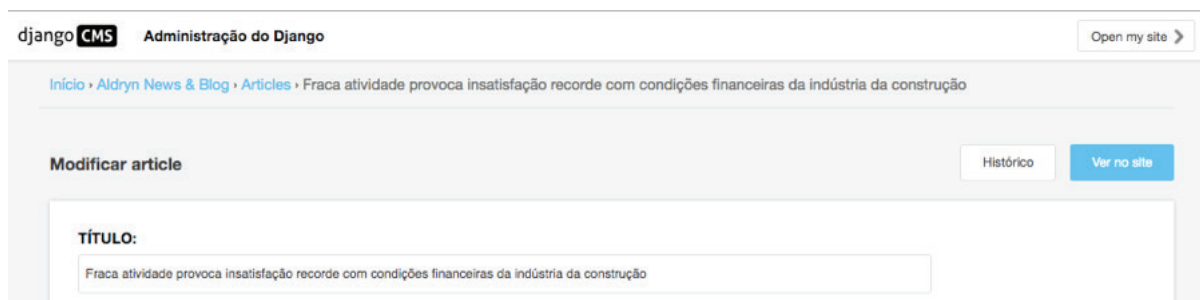 django CMS Administração do Django Open my site
Início › Aldryn News & Blog › Articles › Fraca atividade provoca insatisfação recorde com condições financeiras da indústria da construção
Modificar article Histórico Ver no site
TÍTULO:
Fraca atividade provoca insatisfação recorde com condições financeiras da indústria da construção